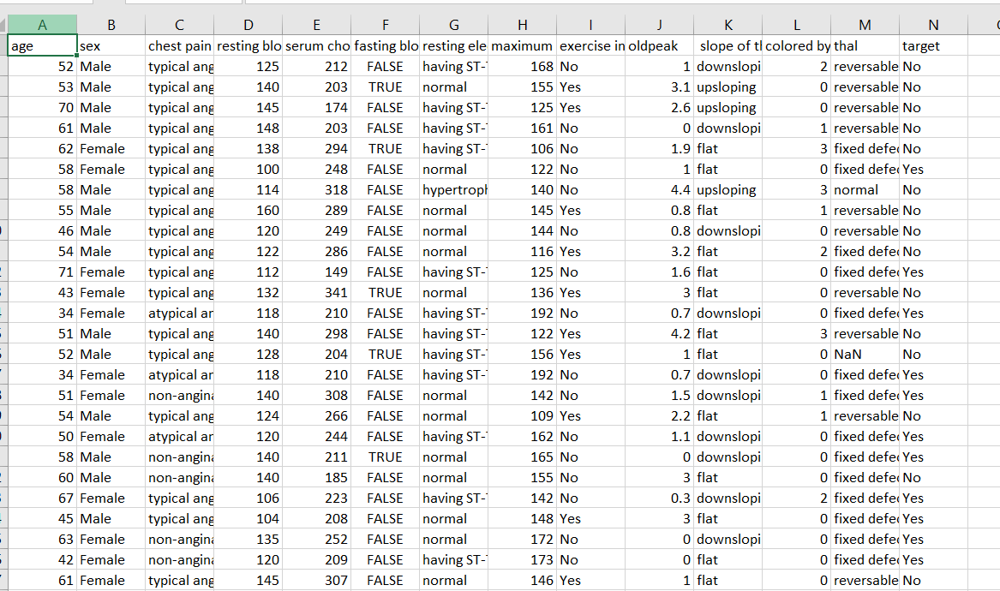 A B C D E F G H I J K L M N
age sex chest pain resting blo serum cho fasting blo resting ele maximum exercise in oldpeak slope of tl colored by thal target
52 Male typical ang 125 212 FALSE having ST-T 168 No 1 downslopi 2 reversable No
53 Male typical ang 140 203 TRUE normal 155 Yes 3.1 upsloping 0 reversable No
70 Male typical ang 145 174 FALSE having ST-T 125 Yes 2.6 upsloping 0 reversable No
61 Male typical ang 148 203 FALSE having ST-T 161 No 0 downslopi 1 reversable No
62 Female typical ang 138 294 TRUE having ST-T 106 No 1.9 flat 3 fixed defe No
58 Female typical ang 100 248 FALSE normal 122 No 1 flat 0 fixed defe Yes
58 Male typical ang 114 318 FALSE hypertroph 140 No 4.4 upsloping 3 normal No
55 Male typical ang 160 289 FALSE normal 145 Yes 0.8 flat 1 reversable No
46 Male typical ang 120 249 FALSE normal 144 No 0.8 downslopi 0 reversable No
54 Male typical ang 122 286 FALSE normal 116 Yes 3.2 flat 2 fixed defe No
71 Female typical ang 112 149 FALSE having ST-T 125 No 1.6 flat 0 fixed defe Yes
43 Female typical ang 132 341 TRUE normal 136 Yes 3 flat 0 reversable No
34 Female atypical an 118 210 FALSE having ST-T 192 No 0.7 downslopi 0 fixed defe Yes
51 Male typical ang 140 298 FALSE normal 122 Yes 4.2 flat 3 reversable No
52 Male typical ang 128 204 TRUE normal 156 Yes 1 flat 0 NaN No
34 Female atypical an 118 210 FALSE having ST-T 192 No 0.7 downslopi 0 fixed defe Yes
51 Female non-angina 140 308 FALSE normal 142 No 1.5 downslopi 1 fixed defe Yes
54 Male typical ang 124 266 FALSE normal 109 Yes 2.2 flat 1 reversable No
50 Female atypical an 120 244 FALSE having ST-T 162 No 1.1 downslopi 0 fixed defe Yes
58 Male non-angina 140 211 TRUE normal 165 No 0 downslopi 0 fixed defe Yes
60 Male non-angina 140 185 FALSE normal 155 No 3 flat 0 fixed defe No
67 Female typical ang 106 223 FALSE having ST-T 142 No 0.3 downslopi 2 fixed defe Yes
45 Male typical ang 104 208 FALSE normal 148 Yes 3 flat 0 fixed defe Yes
63 Female non-angina 135 252 FALSE normal 172 No 0 downslopi 0 fixed defe Yes
42 Female non-angina 120 209 FALSE having ST-T 173 No 0 flat 0 fixed defe Yes
61 Female typical ang 145 307 FALSE normal 146 Yes 1 flat 0 reversable No